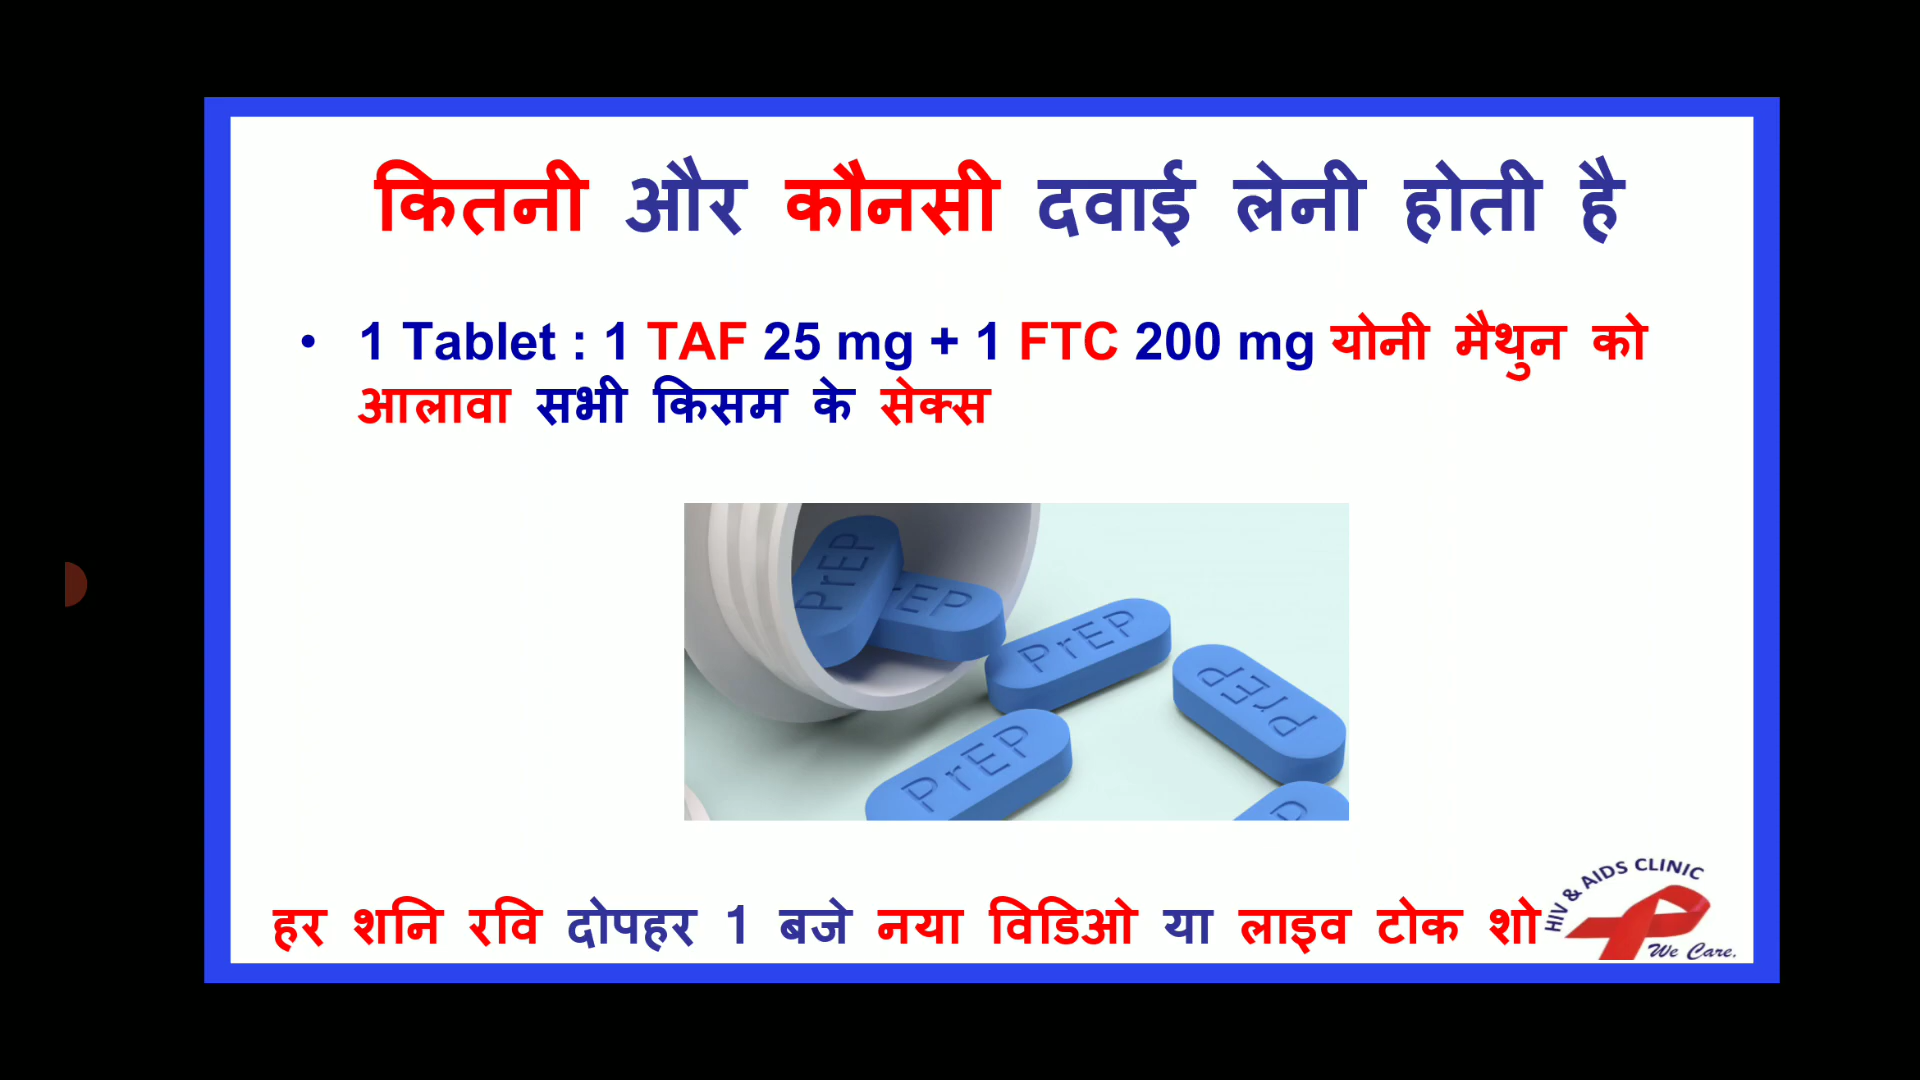 कितनी और कौनसी दवाई लेनी होती है
• 1 Tablet : 1 TAF 25 mg + 1 FTC 200 mg योनी मैथुन को
आलावा सभी किसम के सेक्स
PrEP
rEP
PrEP
PrEP
PrEP
P
हर शनि रवि दोपहर 1 बजे नया विडिओ या लाइव टोक शो
HIV & AIDS CLINIC
We Care.